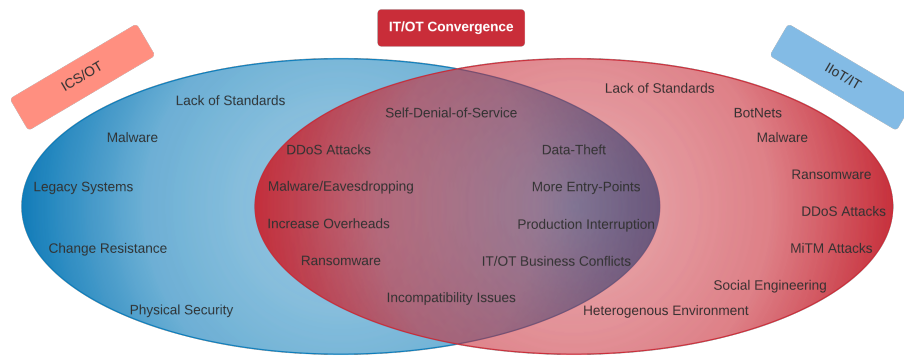 IT/OT Convergence
ICS/OT
IIoT/IT
Lack of Standards
Malware
Legacy Systems
Change Resistance
Physical Security
Self-Denial-of-Service
DDoS Attacks
Data-Theft
Malware/Eavesdropping
More Entry-Points
Increase Overheads
Production Interruption
Ransomware
IT/OT Business Conflicts
Incompatibility Issues
Lack of Standards
BotNets
Malware
Ransomware
DDoS Attacks
MiTM Attacks
Social Engineering
Heterogenous Environment